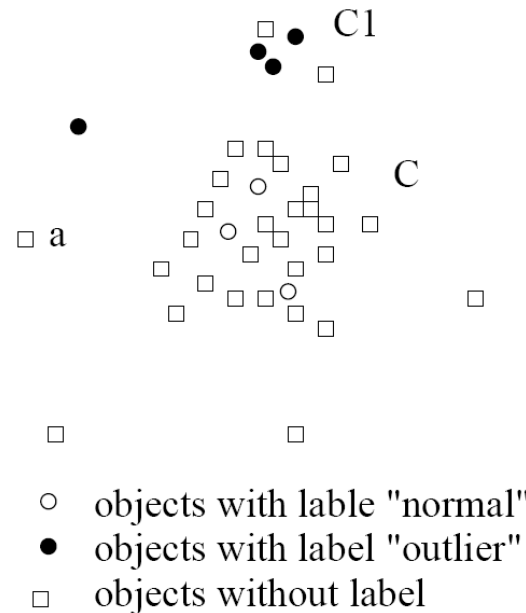 C1
C
a
objects with lable "normal"
objects with label "outlier"
objects without label